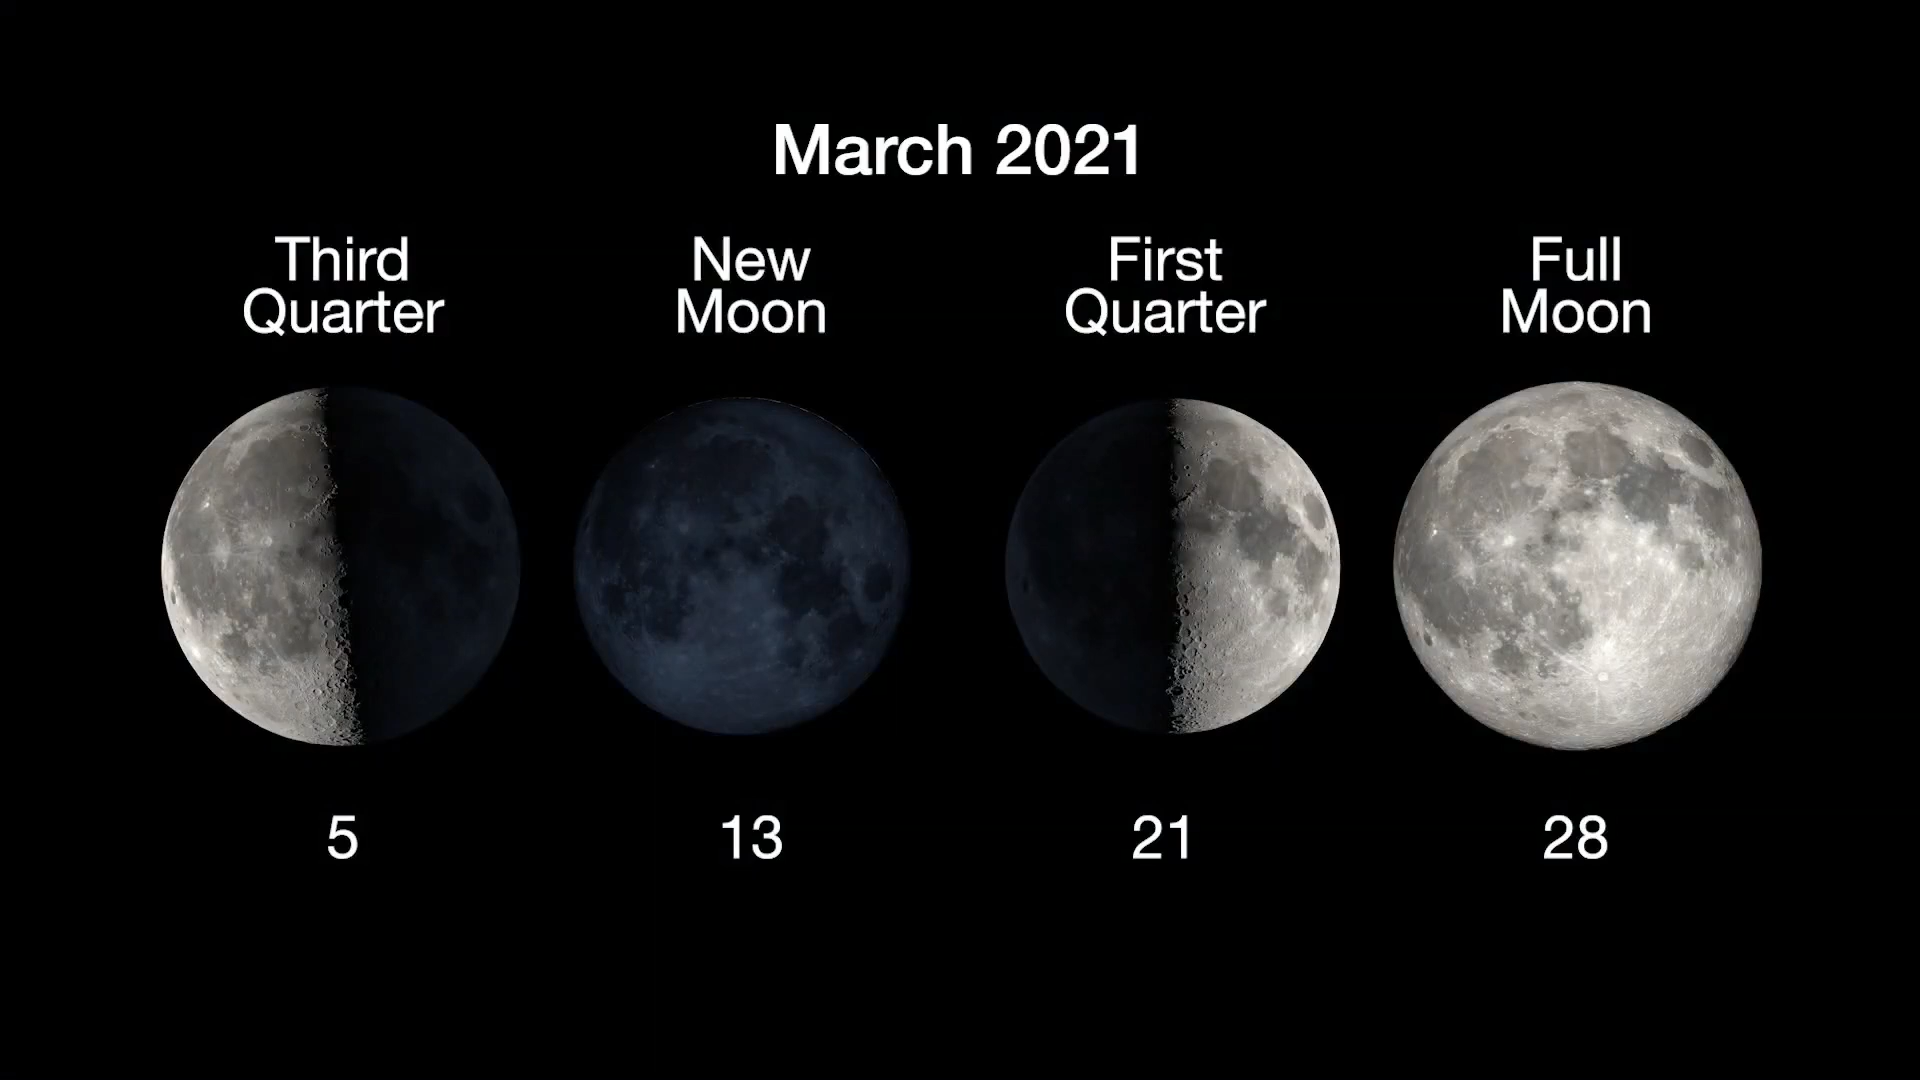 March 2021
Third
Quarter
New
Moon
First
Quarter
Full
Moon
5
13
21
28